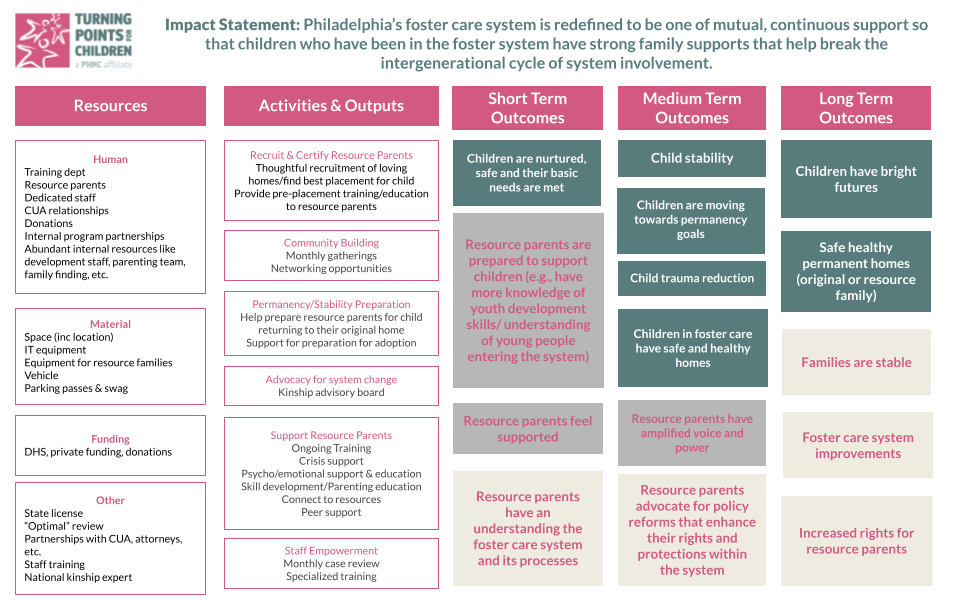 TURNING
POINTS FOR
CHILDREN
a PHMC affiliate
Impact Statement: Philadelphia's foster care system is redefined to be one of mutual, continuous support so
that children who have been in the foster system have strong family supports that help break the
intergenerational cycle of system involvement.
Resources
Human
Training dept
Resource parents
Dedicated staff
CUA relationships
Donations
Internal program partnerships
Abundant internal resources like
development staff, parenting team,
family finding, etc.
Material
Space (inc location)
IT equipment
Equipment for resource families
Vehicle
Parking passes & swag
Funding
DHS, private funding, donations
Other
State license
“Optimal” review
Partnerships with CUA, attorneys,
etc.
Staff training
National kinship expert
Activities & Outputs
Recruit & Certify Resource Parents
Thoughtful recruitment of loving
homes/find best placement for child
Provide pre-placement training/education
to resource parents
Community Building
Monthly gatherings
Networking opportunities
Permanency/Stability Preparation
Help prepare resource parents for child
returning to their original home
Support for preparation for adoption
Advocacy for system change
Kinship advisory board
Support Resource Parents
Ongoing Training
Crisis support
Psycho/emotional support & education
Skill development/Parenting education
Connect to resources
Peer support
Staff Empowerment
Monthly case review
Specialized training
Short Term
Outcomes
Children are nurtured,
safe and their basic
needs are met
Resource parents are
prepared to support
children (e.g., have
more knowledge of
youth development
skills/ understanding
of young people
entering the system)
Resource parents feel
supported
Resource parents
have an
understanding the
foster care system
and its processes
Medium Term
Outcomes
Child stability
Children are moving
towards permanency
goals
Child trauma reduction
Children in foster care
have safe and healthy
homes
Resource parents have
amplified voice and
power
Resource parents
advocate for policy
reforms that enhance
their rights and
protections within
the system
Long Term
Outcomes
Children have bright
futures
Safe healthy
permanent homes
(original or resource
family)
Families are stable
Foster care system
improvements
Increased rights for
resource parents